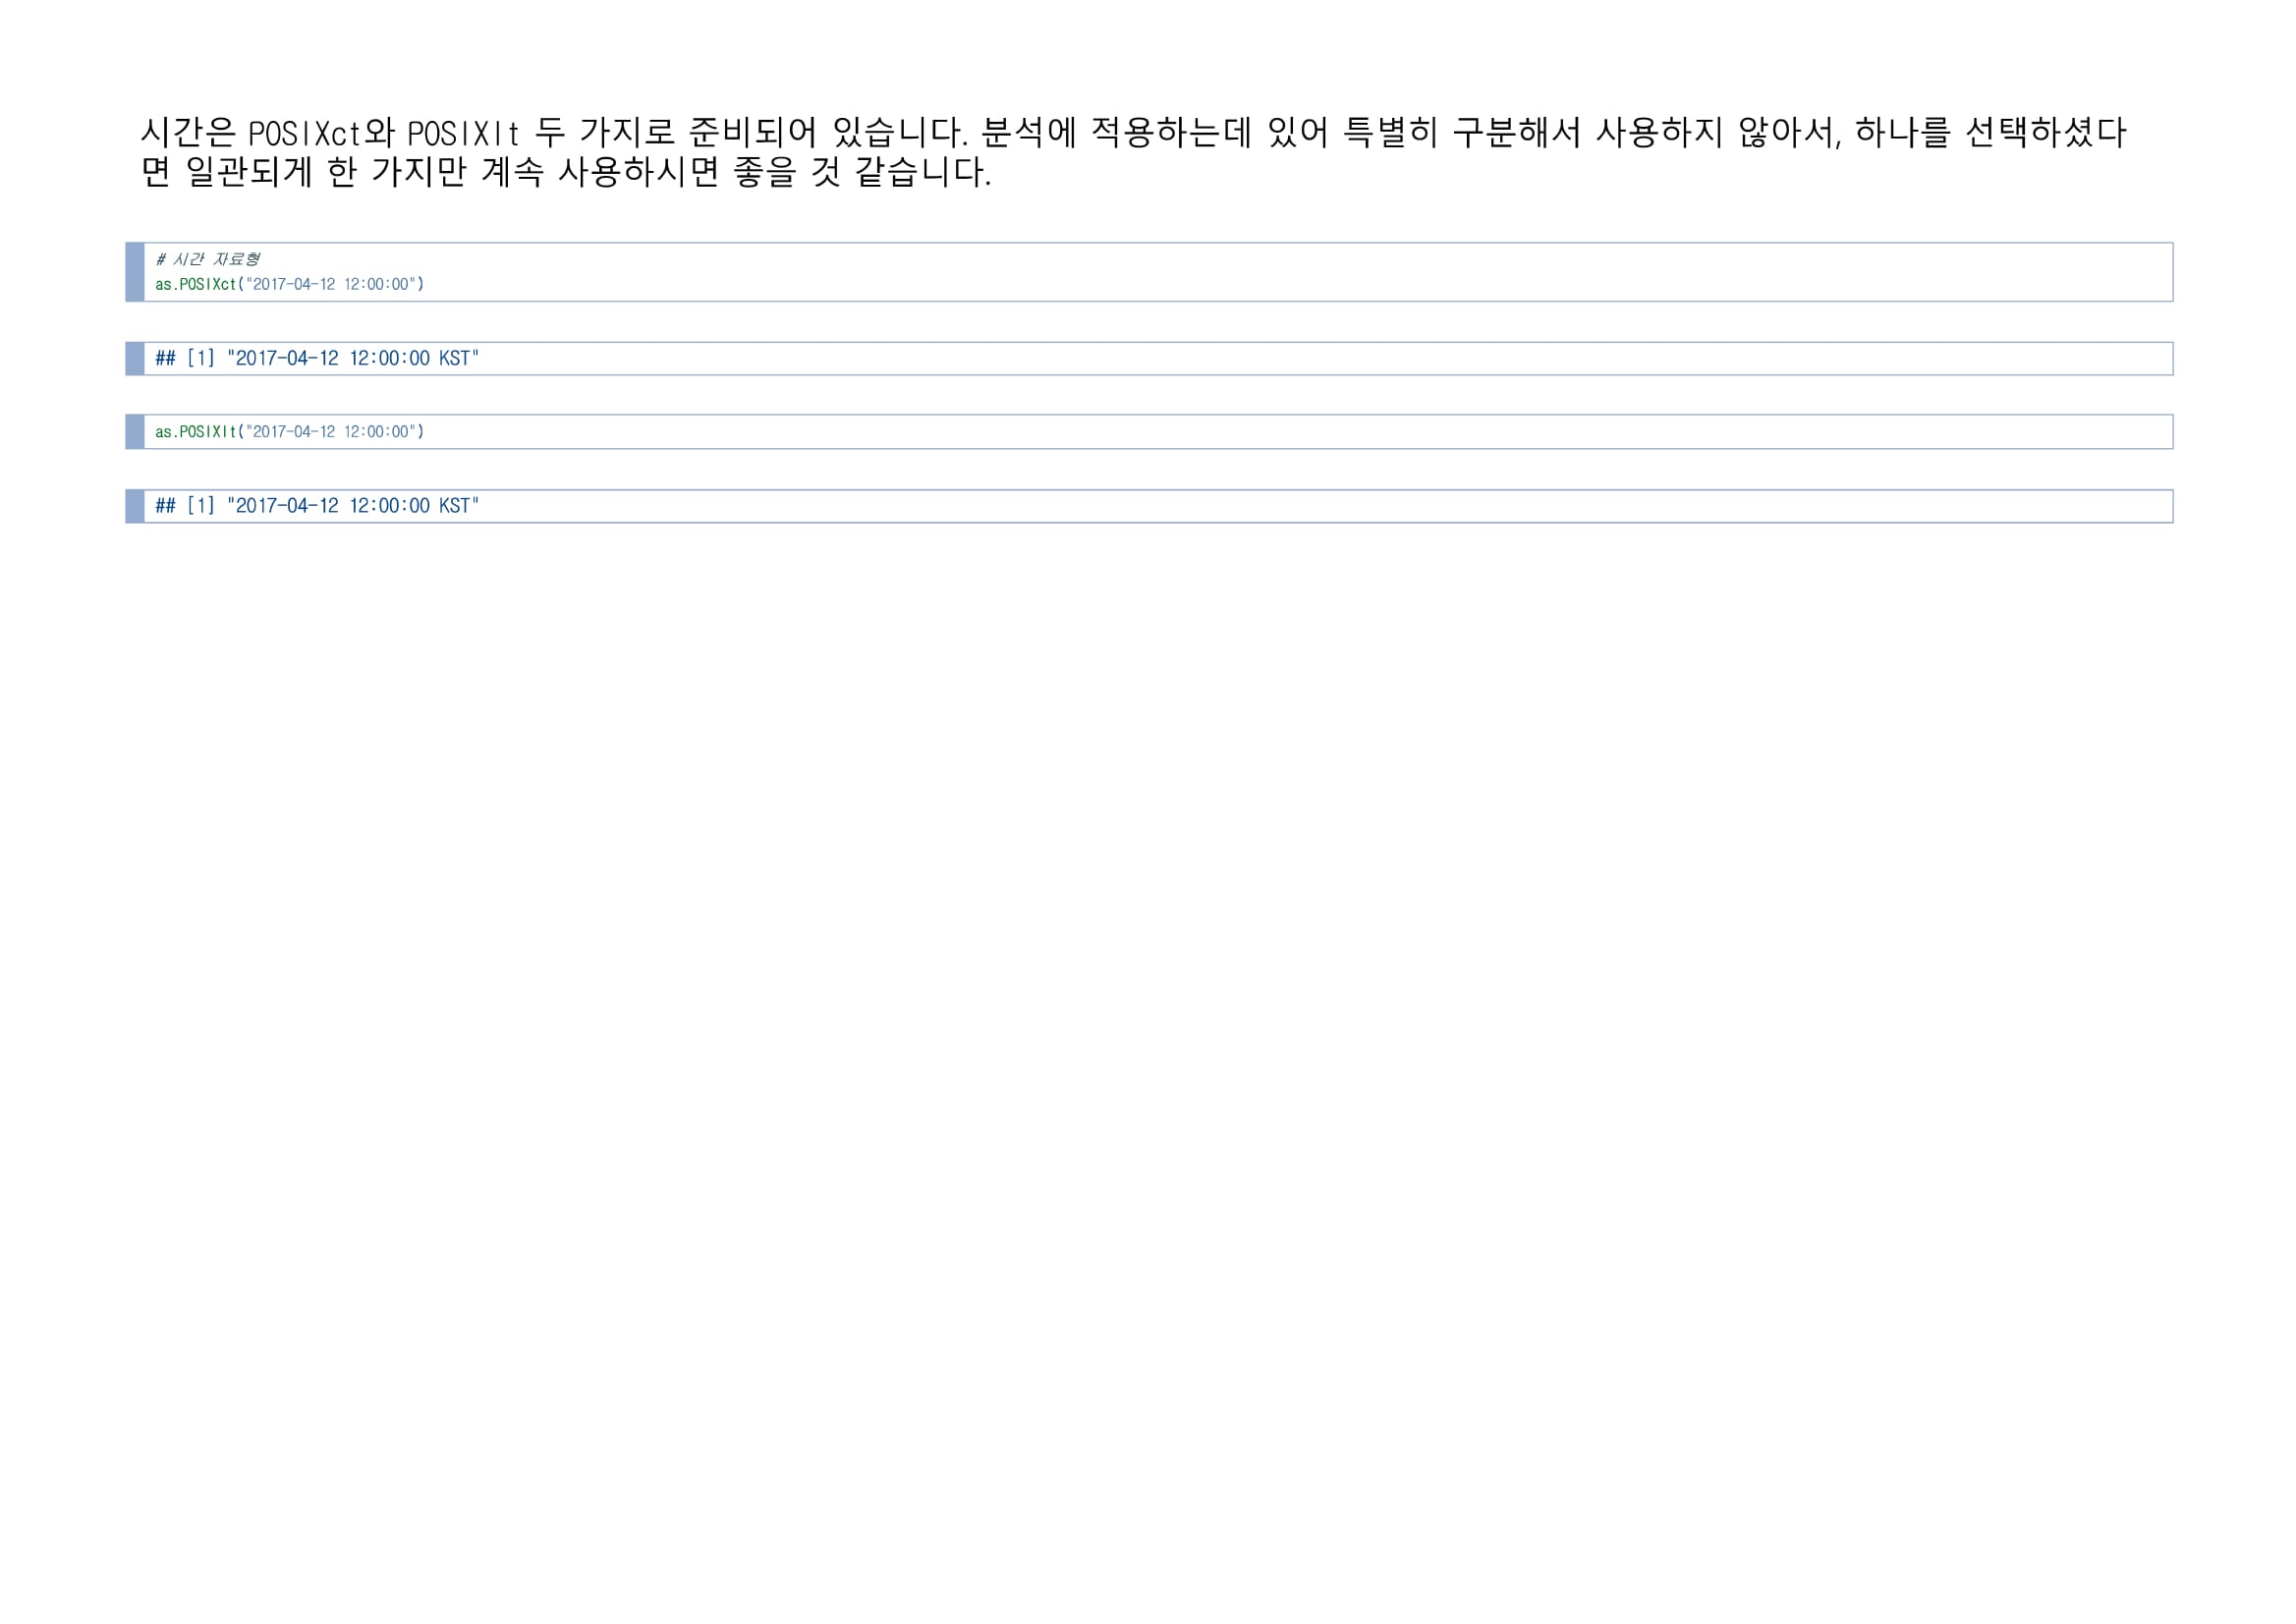 시간은 POSIXct와 POSIXlt 두 가지로 준비되어 있습니다. 분석에 적용하는데 있어 특별히 구분해서 사용하지 않아서, 하나를 선택하셨다
면 일관되게 한 가지만 계속 사용하시면 좋을 것 같습니다.
# 시간 자료형
as.POSIXct("2017-04-12 12:00:00")
## [1] "2017-04-12 12:00:00 KST"
as.POSIXlt("2017-04-12 12:00:00")
## [1] "2017-04-12 12:00:00 KST"